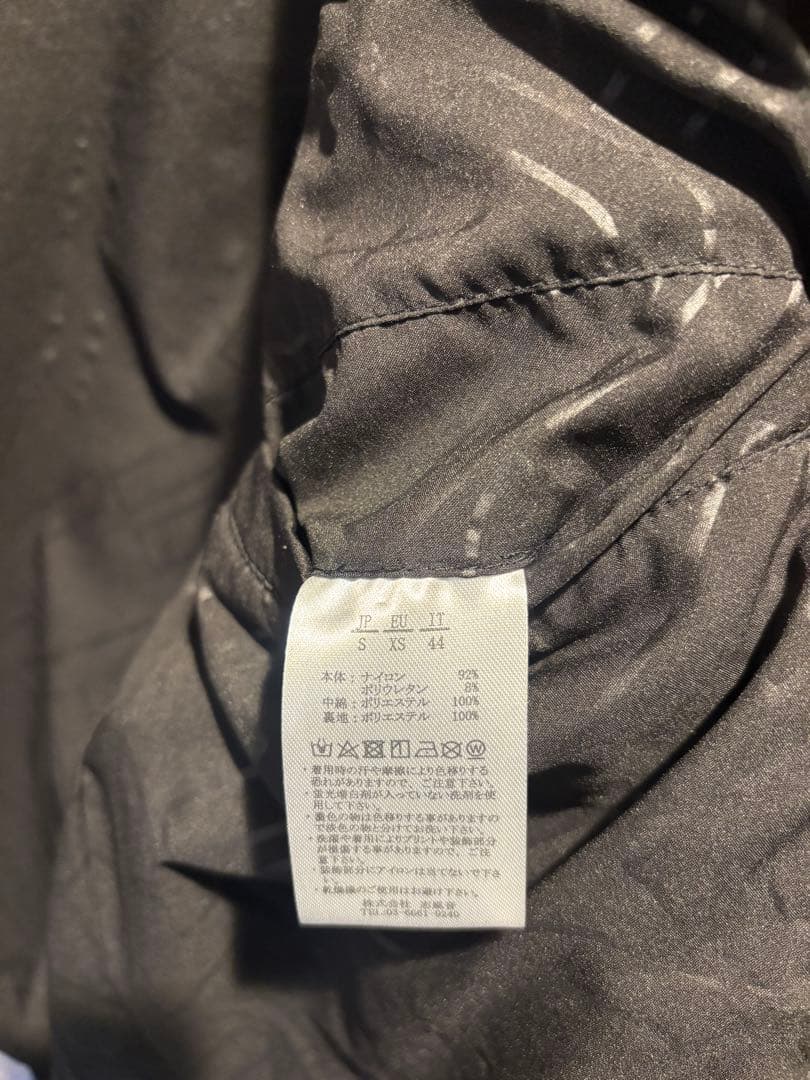 JP EU IT
S XS 44
本体：ナイロン 92%
ポリウレタン 8%
中綿：ポリエステル 100%
裏地：ポリエステル 100%
・着用時の汗や摩擦により色移りする
恐れがありますので、ご注意下さい。
・蛍光増白剤が入っていない洗剤を使
用して下さい。
・濃色の物は色移りする事がありますの
で淡色の物と分けてお洗い下さい。
・洗濯や着用によりプリントや装飾部分
が損傷する事がありますので、ご注
意下さい。
・装飾部分にアイロンは当てないで下さ
い。
・乾燥機のご使用はお避け下さい。
株式会社 志風音
TEL:03-6661-9240